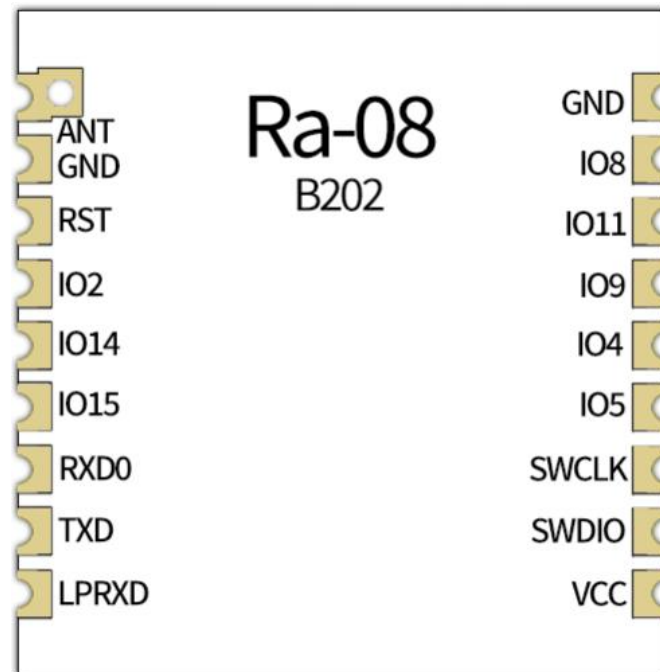 Ra-08
B202
ANT
GND
RST
IO2
IO14
IO15
RXD0
TXD
LPRXD
GND
IO8
IO11
IO9
IO4
IO5
SWCLK
SWDIO
VCC